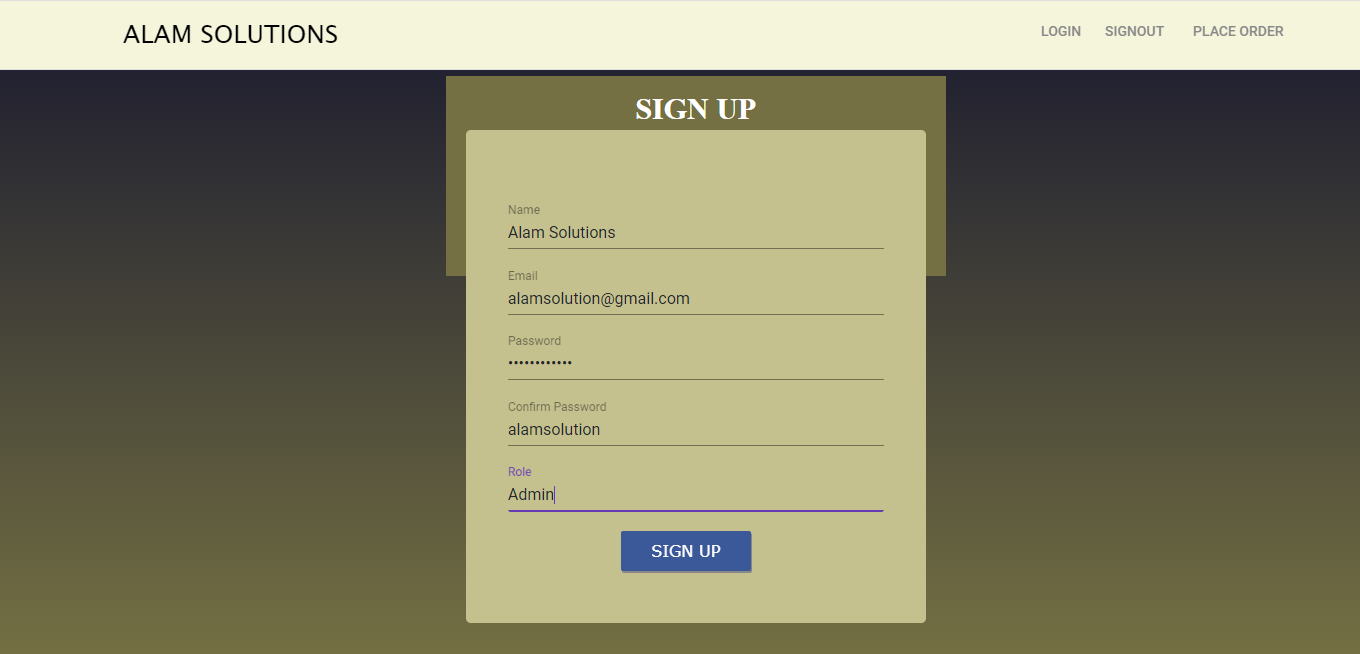 ALAM SOLUTIONS
LOGIN SIGNOUT PLACE ORDER
SIGN UP
Name
Alam Solutions
Email
alamsolution@gmail.com
Password
••••••••••••
Confirm Password
alamsolution
Role
Admin
SIGN UP